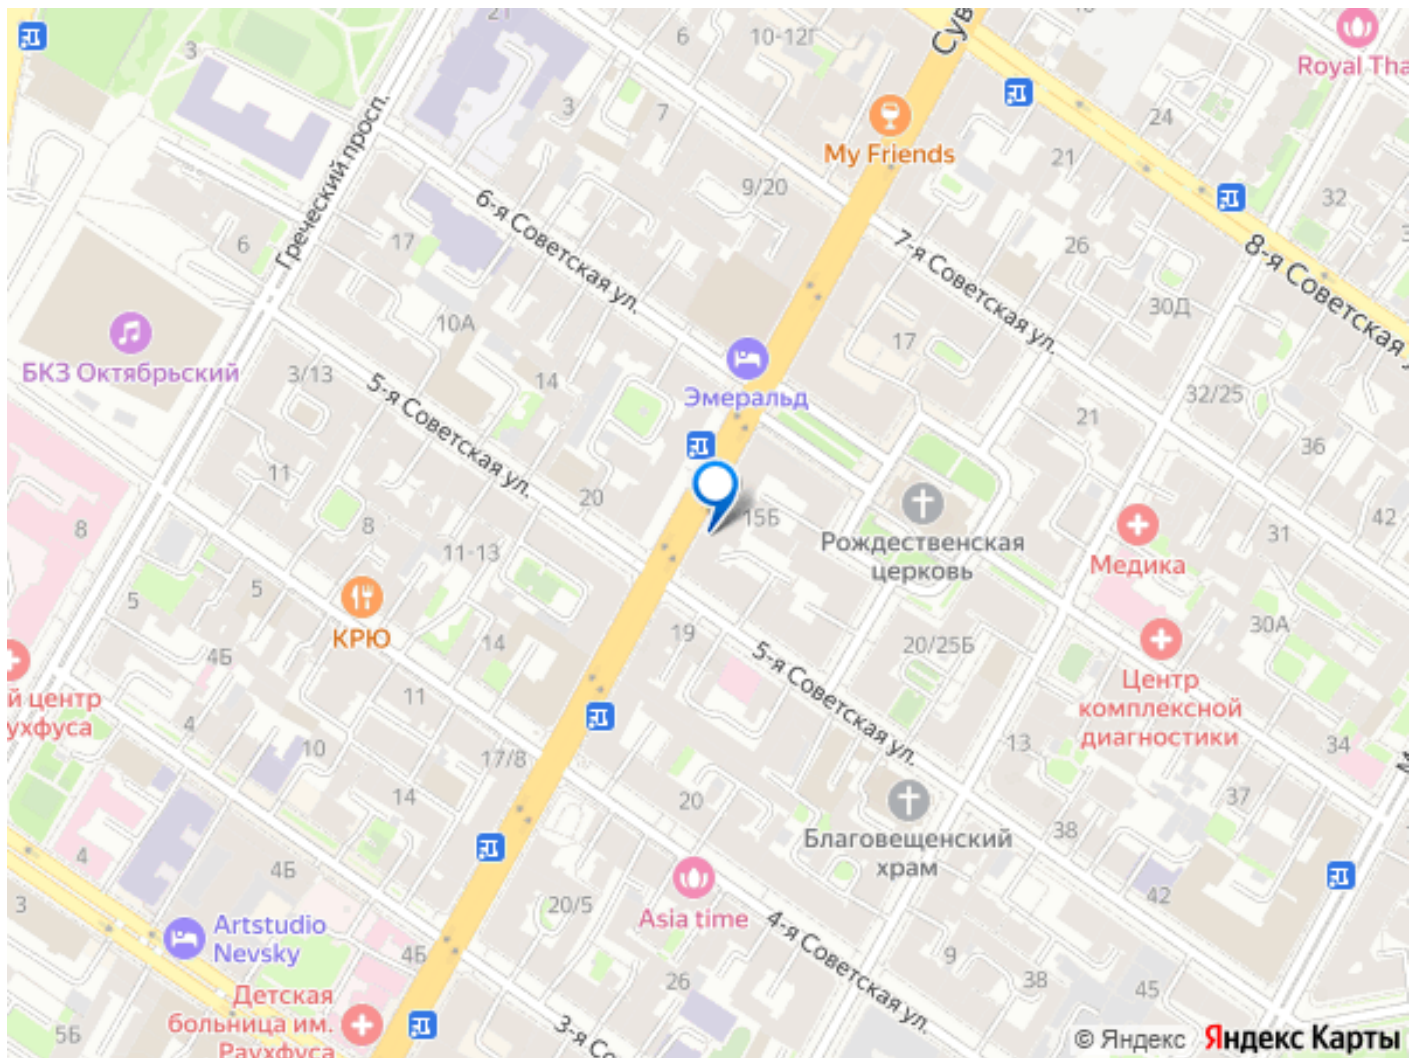 21
6
10-12Г
Сув
Royal Tha
3
3
7
My Friends
24
21
Греческий просп.
9/20
32
6-я Советская ул.
17
6
7-я Советская ул.
26
8-я Советская
30Д
10А
17
БКЗ Октябрьский
3/13
5-я Советская ул.
14
Эмеральд
32/25
21
36
11
20
15Б
42
8
8
11-13
Рождественская
церковь
31
Медика
5
5
КРЮ
14
19
4Б
5-я Советская ул.
20/25Б
30А
й центр
ухфуса
11
Центр
комплексной
диагностики
4
10
17/8
13
34
14
20
37
Благовещенский
храм
38
4
4Б
42
3
20/5
Asia time
4-я Советская ул.
Artstudio
Nevsky
4Б
26
9
38
45
Детская
больница им.
Раухфуса
5Б
3-я Со
© Яндекс Яндекс Карты